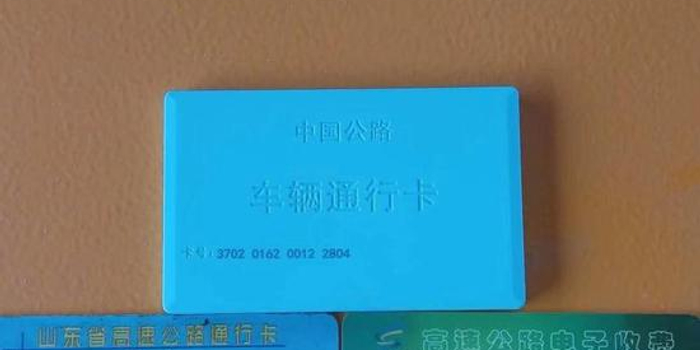 中国公路
车辆通行卡
卡号:3702 0162 0012 2804
山东省高速公路通行卡
高速公路电子收费